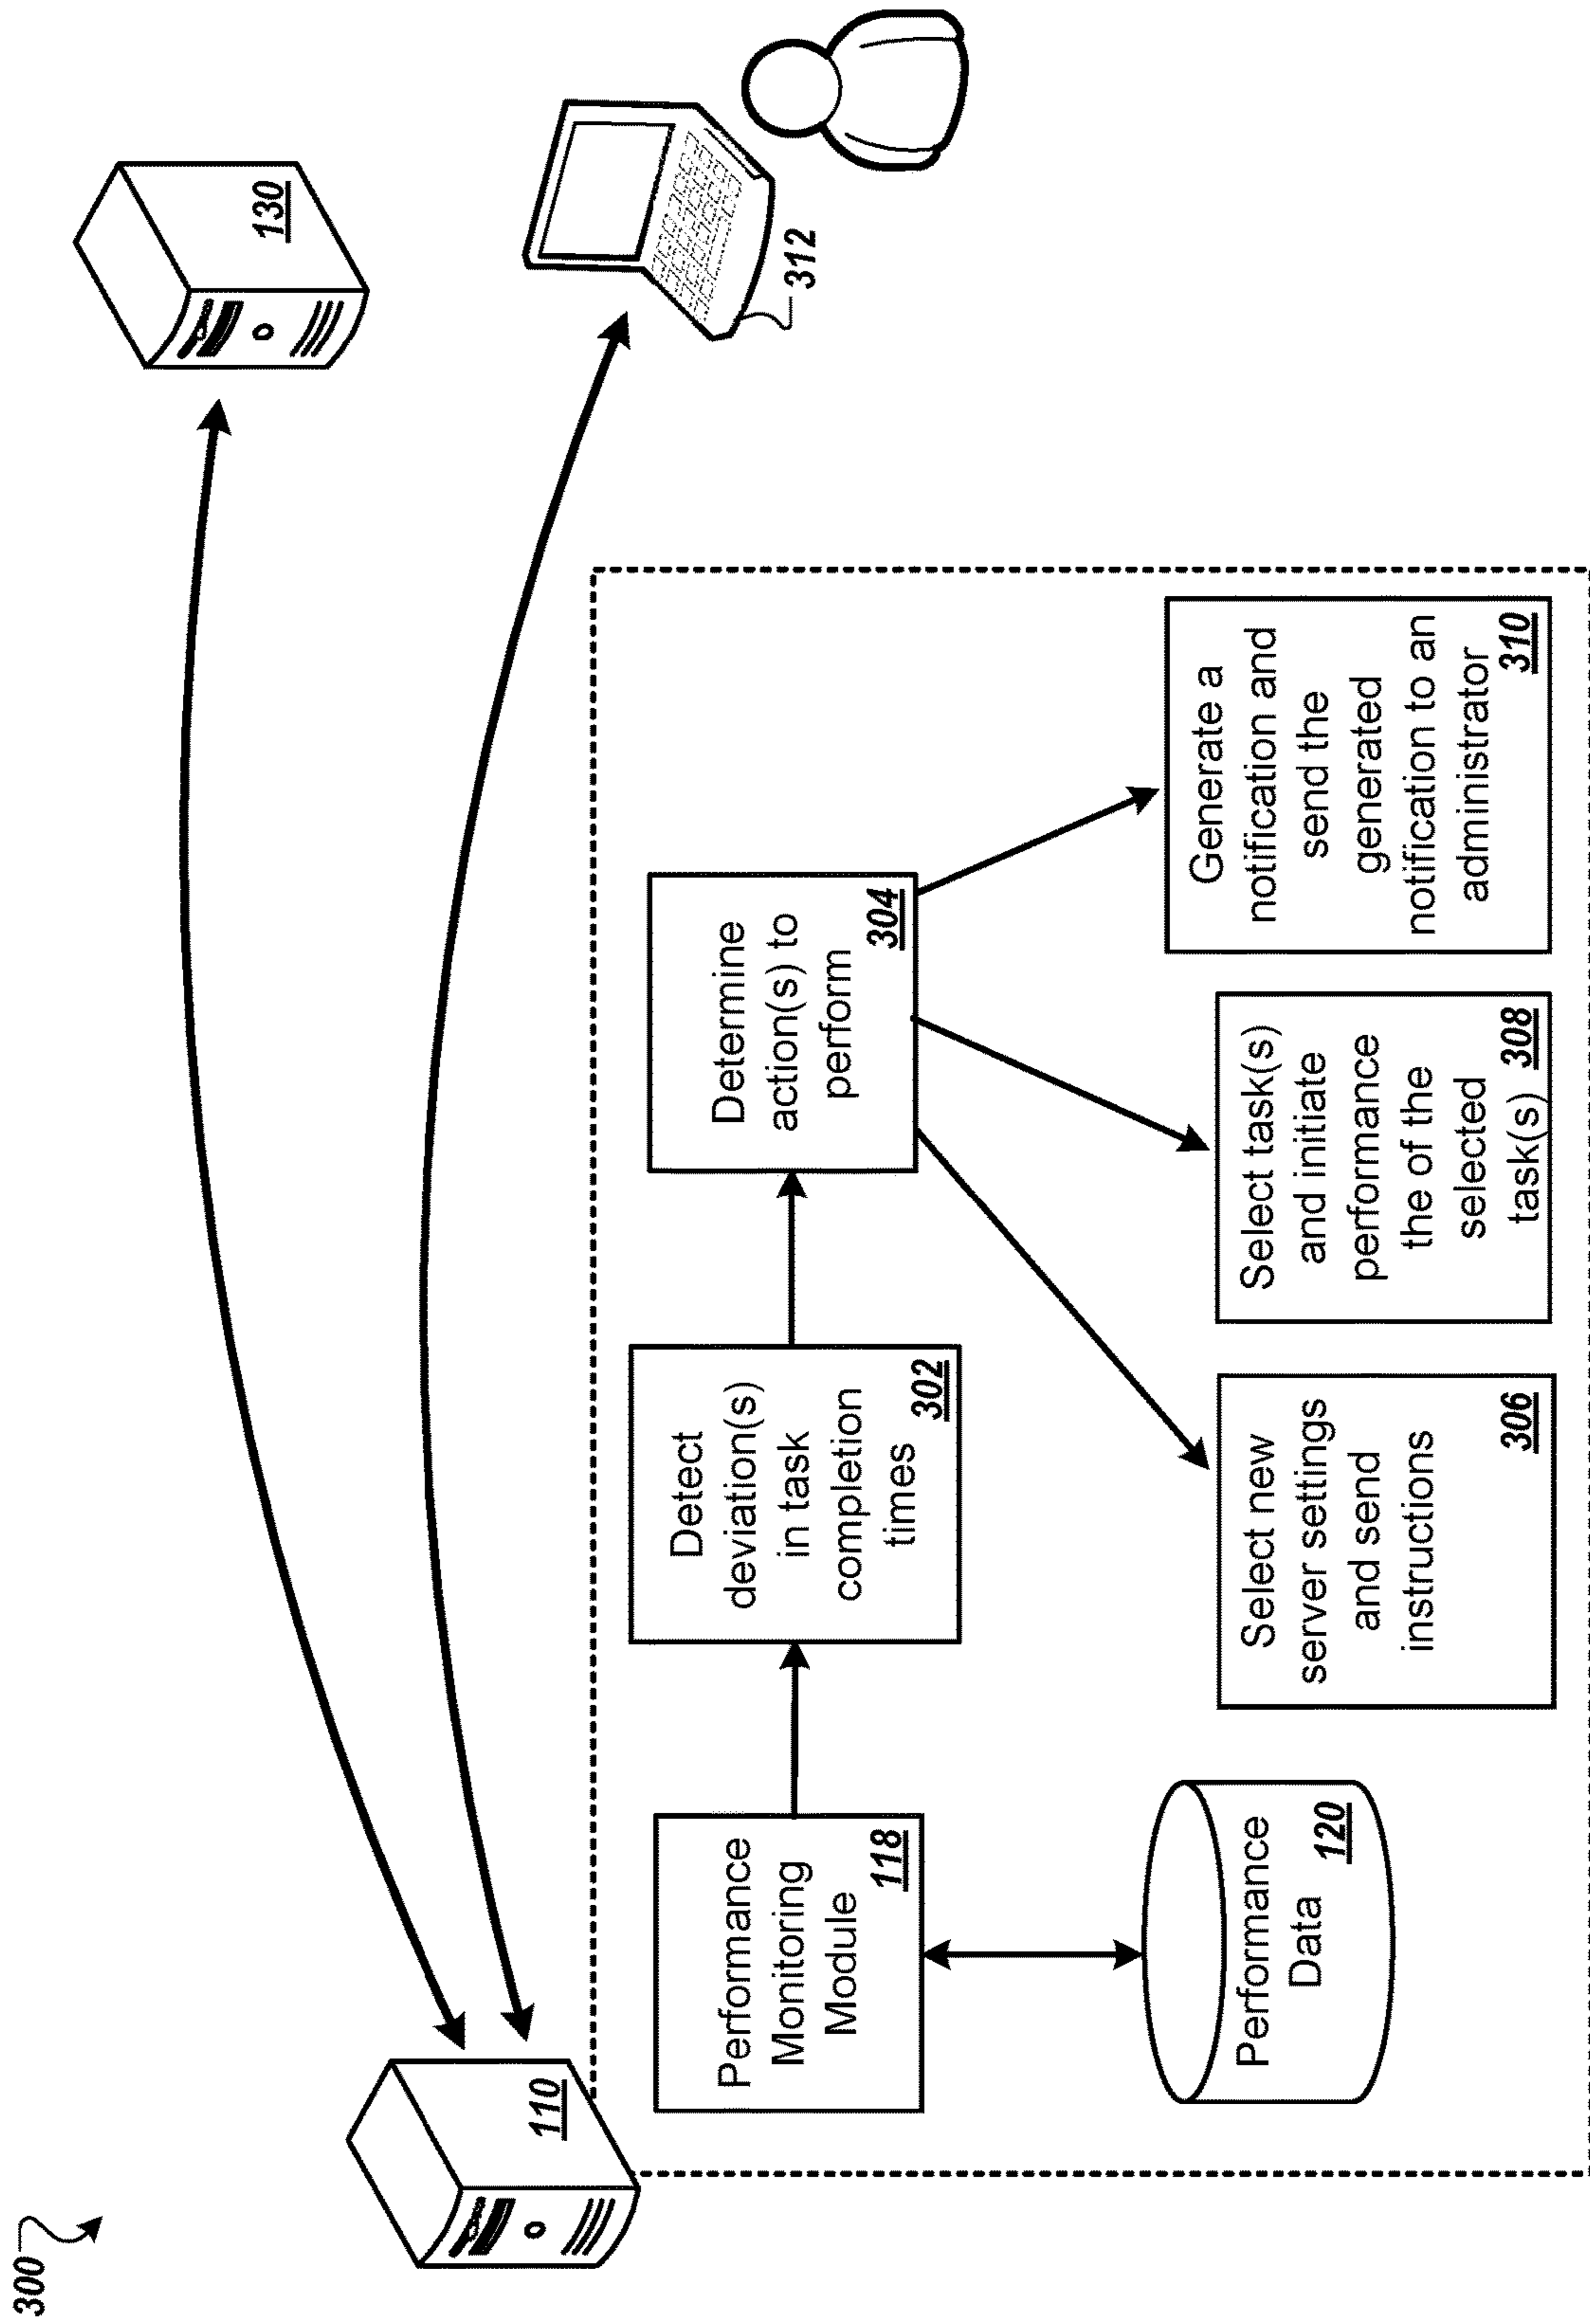 300
110
130
312
Performance
Monitoring
Module
118
Detect
deviation(s)
in task
completion
times
302
Determine
action(s) to
perform
304
Performance
Data
120
Select new
server settings
and send
instructions
306
Select task(s)
and initiate
performance
the of the
selected
task(s) 308
Generate a
notification and
send the
generated
notification to an
administrator
310